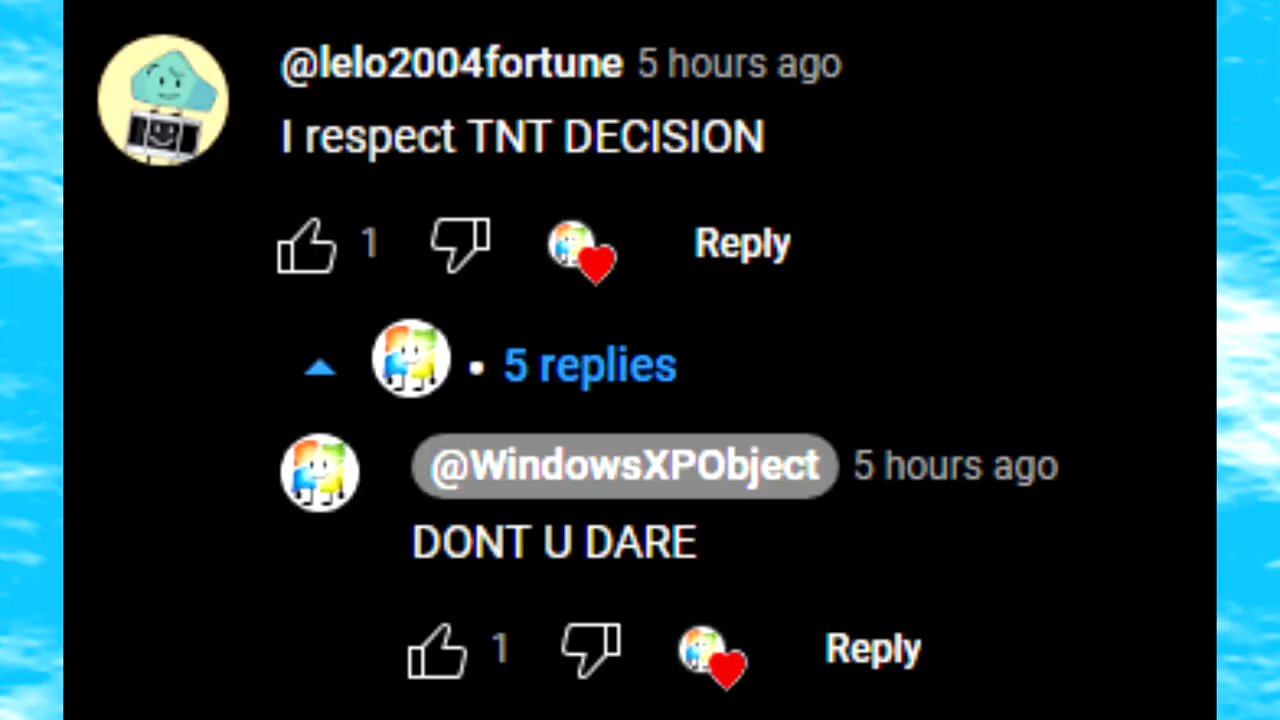 @lelo2004fortune 5 hours ago
I respect TNT DECISION
1 Reply
5 replies
@WindowsXPObject 5 hours ago
DONT U DARE
1 Reply